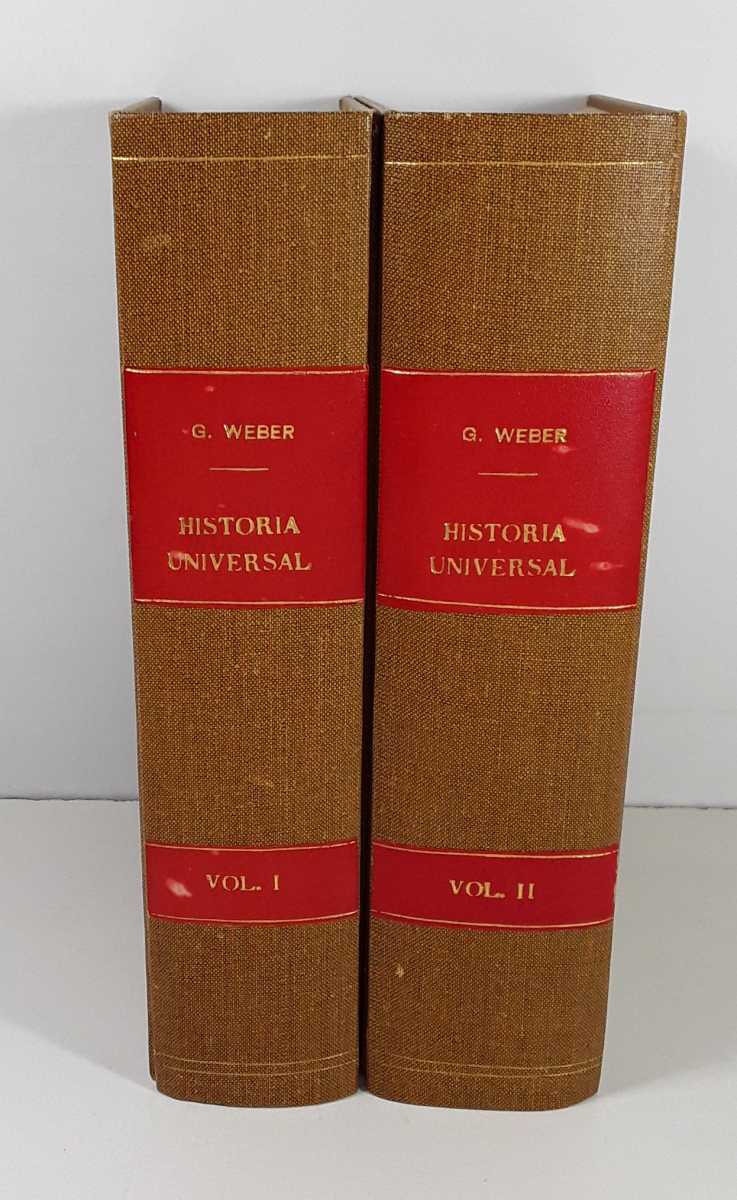 G. WEBER
HISTORIA
UNIVERSAL
VOL. I
G. WEBER
HISTORIA
UNIVERSAL
VOL. II